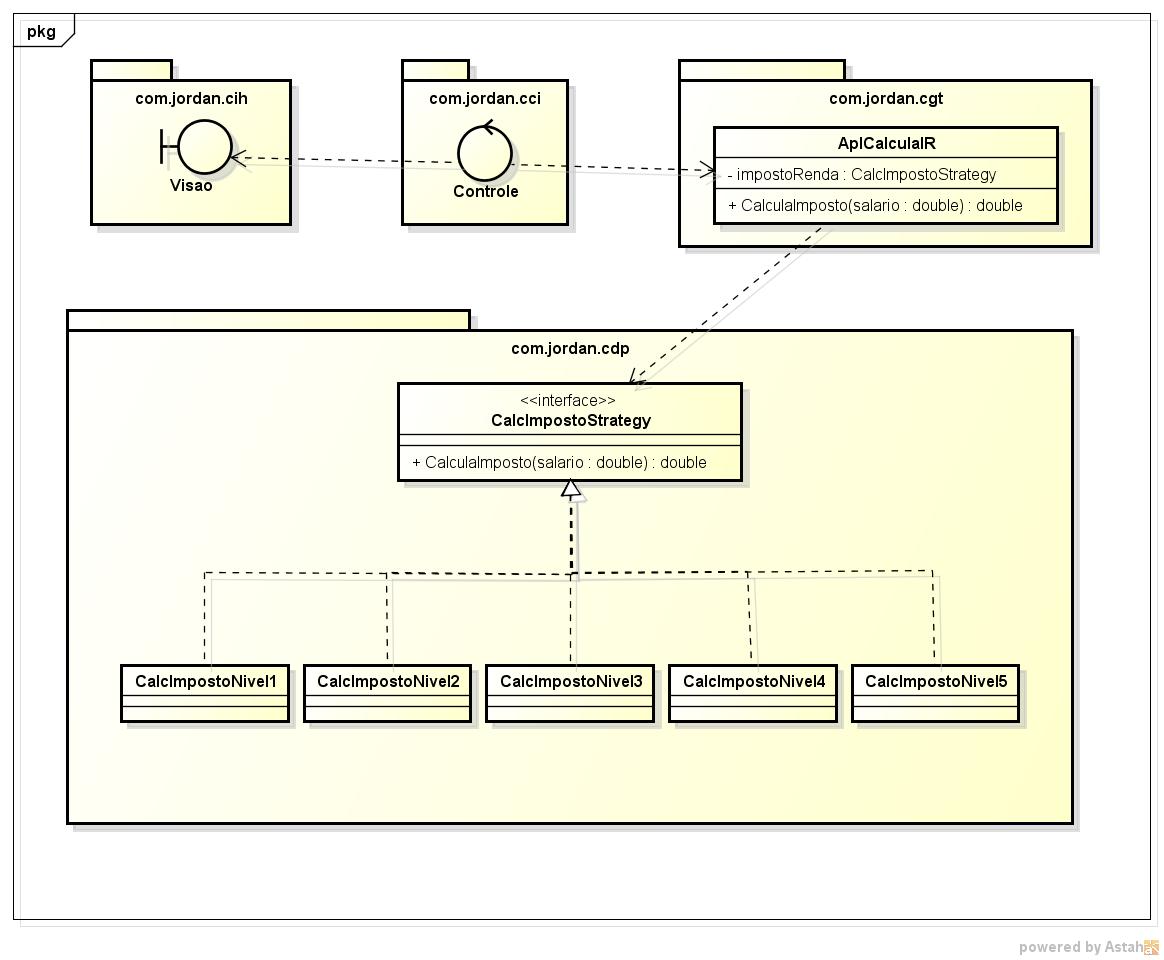 pkg
com.jordan.cih
Visao
com.jordan.cci
Controle
com.jordan.cgt
AplCalculaIR
- impostoRenda : CalcImpostoStrategy
+ CalculaImposto(salario : double) : double
com.jordan.cdp
<<interface>>
CalcImpostoStrategy
+ CalculaImposto(salario : double) : double
CalcImpostoNivel1
CalcImpostoNivel2
CalcImpostoNivel3
CalcImpostoNivel4
CalcImpostoNivel5
powered by Astah